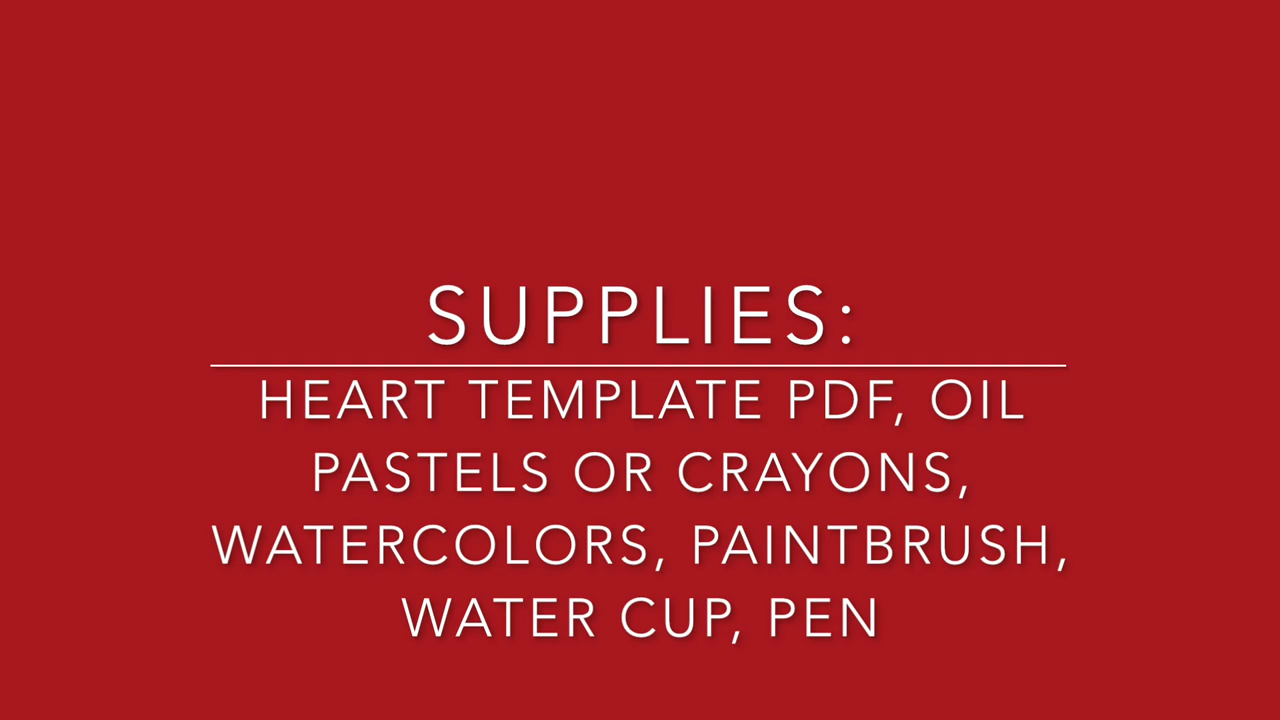 SUPPLIES:
HEART TEMPLATE PDF, OIL
PASTELS OR CRAYONS,
WATERCOLORS, PAINTBRUSH,
WATER CUP, PEN